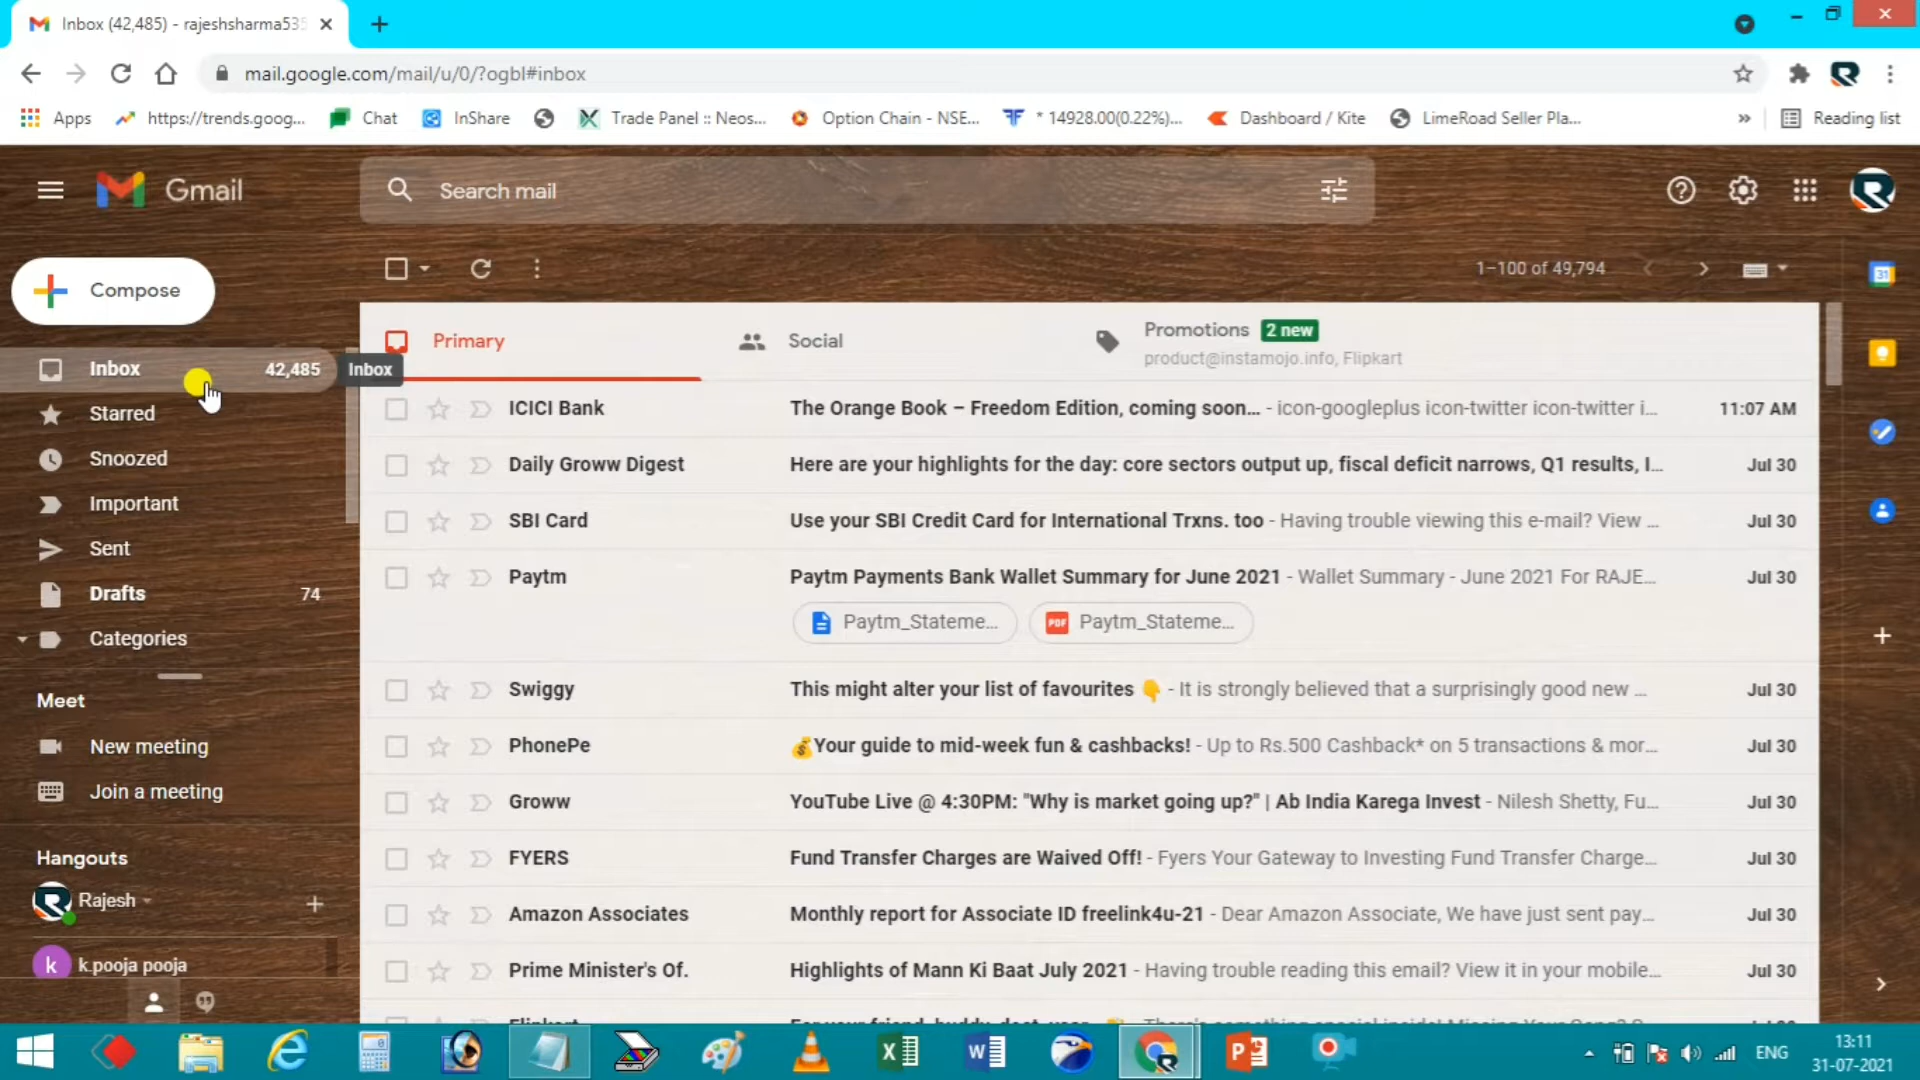 Inbox (42,485) - rajeshsharma535
mail.google.com/mail/u/0/?ogbl#inbox
Apps https://trends.goog... Chat InShare Trade Panel :: Neos... Option Chain - NSE... * 14928.00(0.22%)... Dashboard / Kite LimeRoad Seller Pla... » Reading list
Gmail
Search mail
Compose
1–100 of 49,794
Primary
Social
Promotions 2 new
product@instamojo.info, Flipkart
Inbox 42,485
Inbox
Starred
Snoozed
Important
Sent
Drafts 74
Categories
Meet
New meeting
Join a meeting
Hangouts
Rajesh
k k.pooja pooja
ICICI Bank The Orange Book – Freedom Edition, coming soon... - icon-googleplus icon-twitter icon-twitter i... 11:07 AM
Daily Groww Digest Here are your highlights for the day: core sectors output up, fiscal deficit narrows, Q1 results, I... Jul 30
SBI Card Use your SBI Credit Card for International Trxns. too - Having trouble viewing this e-mail? View ... Jul 30
Paytm Paytm Payments Bank Wallet Summary for June 2021 - Wallet Summary - June 2021 For RAJE... Jul 30
Paytm_Stateme... PDF Paytm_Stateme...
Swiggy This might alter your list of favourites 👇 - It is strongly believed that a surprisingly good new ... Jul 30
PhonePe 💰Your guide to mid-week fun & cashbacks! - Up to Rs.500 Cashback* on 5 transactions & mor... Jul 30
Groww YouTube Live @ 4:30PM: "Why is market going up?" | Ab India Karega Invest - Nilesh Shetty, Fu... Jul 30
FYERS Fund Transfer Charges are Waived Off! - Fyers Your Gateway to Investing Fund Transfer Charge... Jul 30
Amazon Associates Monthly report for Associate ID freelink4u-21 - Dear Amazon Associate, We have just sent pay... Jul 30
Prime Minister's Of. Highlights of Mann Ki Baat July 2021 - Having trouble reading this email? View it in your mobile... Jul 30
31
ENG
13:11
31-07-2021